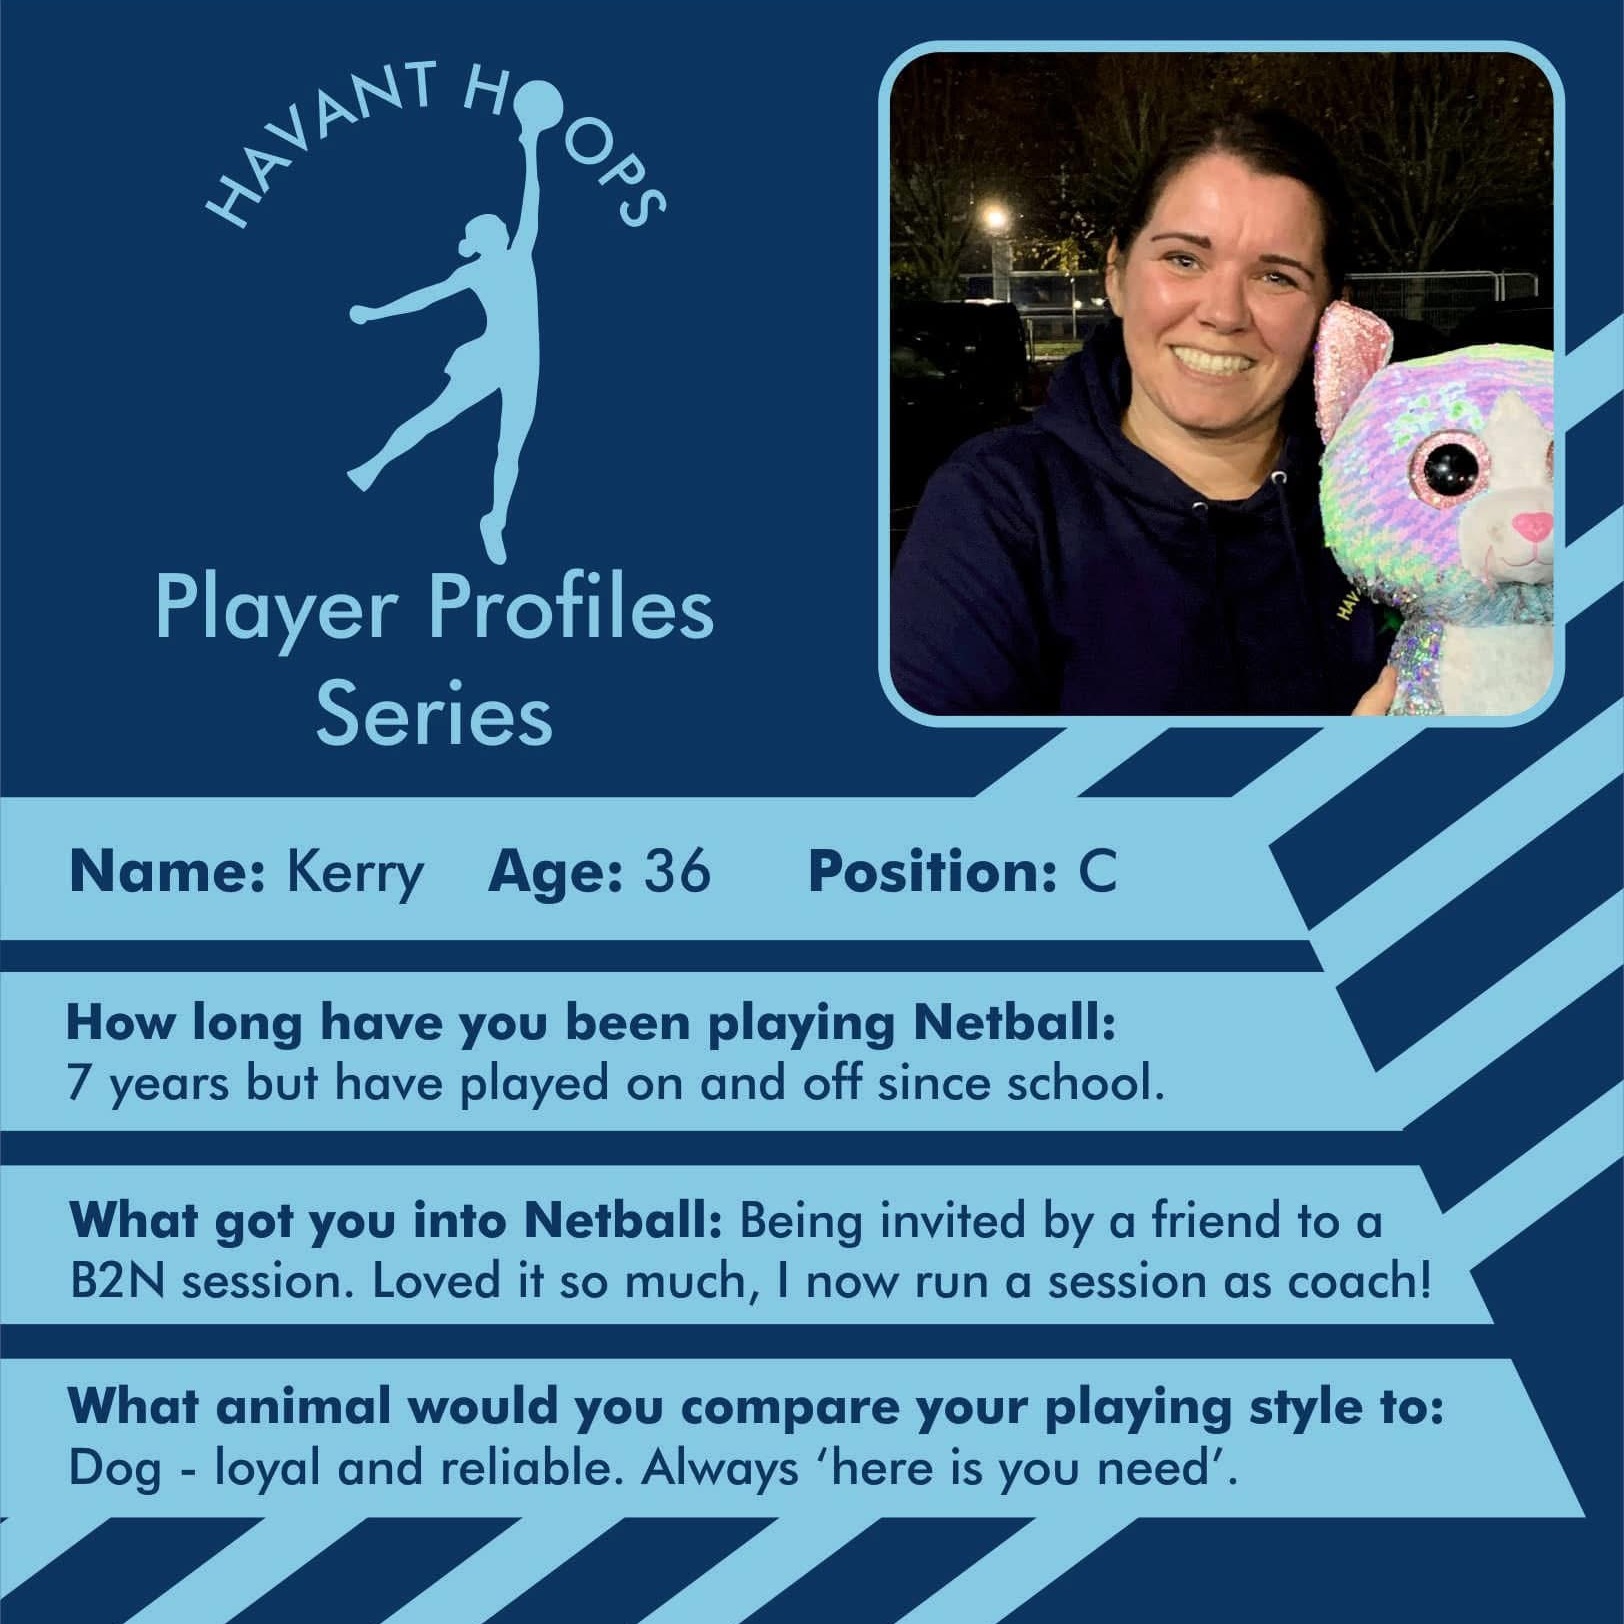 HAVANT HOOPS
Player Profiles
Series
HAV
Name: Kerry Age: 36 Position: C
How long have you been playing Netball:
7 years but have played on and off since school.
What got you into Netball: Being invited by a friend to a
B2N session. Loved it so much, I now run a session as coach!
What animal would you compare your playing style to:
Dog - loyal and reliable. Always ‘here is you need’.